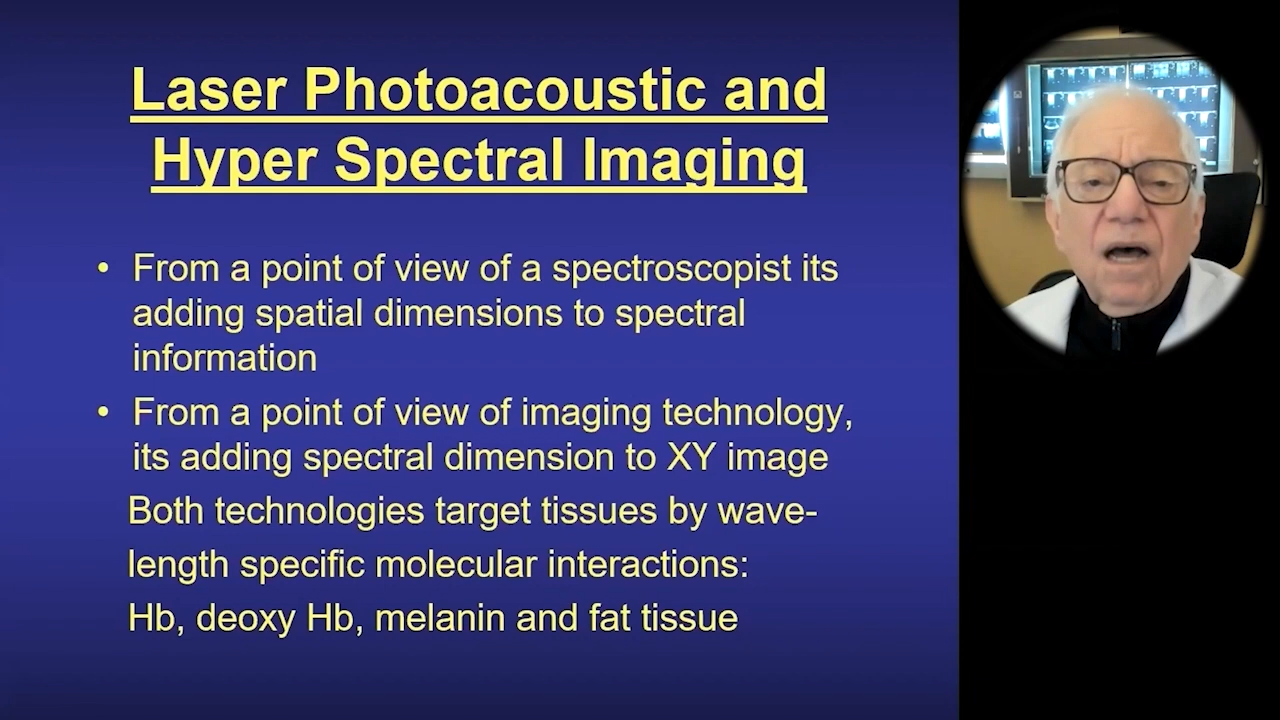 Laser Photoacoustic and
Hyper Spectral Imaging
• From a point of view of a spectroscopist its
adding spatial dimensions to spectral
information
• From a point of view of imaging technology,
its adding spectral dimension to XY image
Both technologies target tissues by wave-
length specific molecular interactions:
Hb, deoxy Hb, melanin and fat tissue